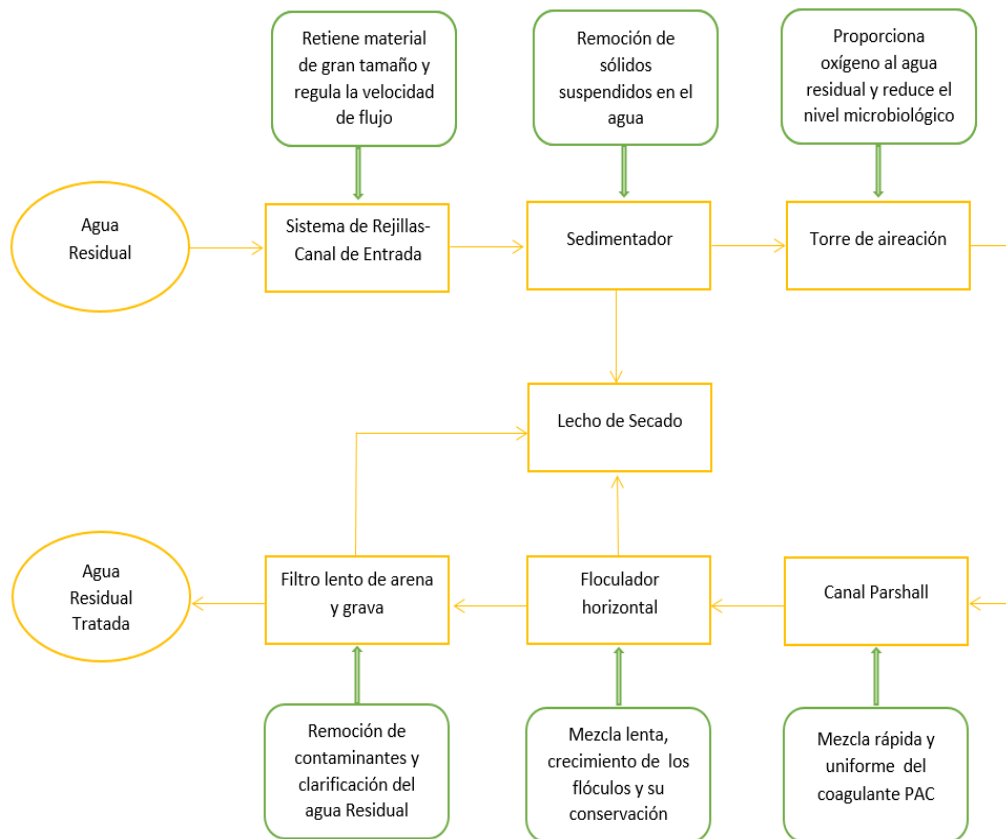 Retiene material
de gran tamaño y
regula la velocidad
de flujo
Remoción de
sólidos
suspendidos en el
agua
Proporciona
oxígeno al agua
residual y reduce el
nivel microbiológico
Agua
Residual
Sistema de Rejillas-
Canal de Entrada
Sedimentador
Torre de aireación
Lecho de Secado
Agua
Residual
Tratada
Filtro lento de arena
y grava
Floculador
horizontal
Canal Parshall
Remoción de
contaminantes y
clarificación del
agua Residual
Mezcla lenta,
crecimiento de los
flóculos y su
conservación
Mezcla rápida y
uniforme del
coagulante PAC